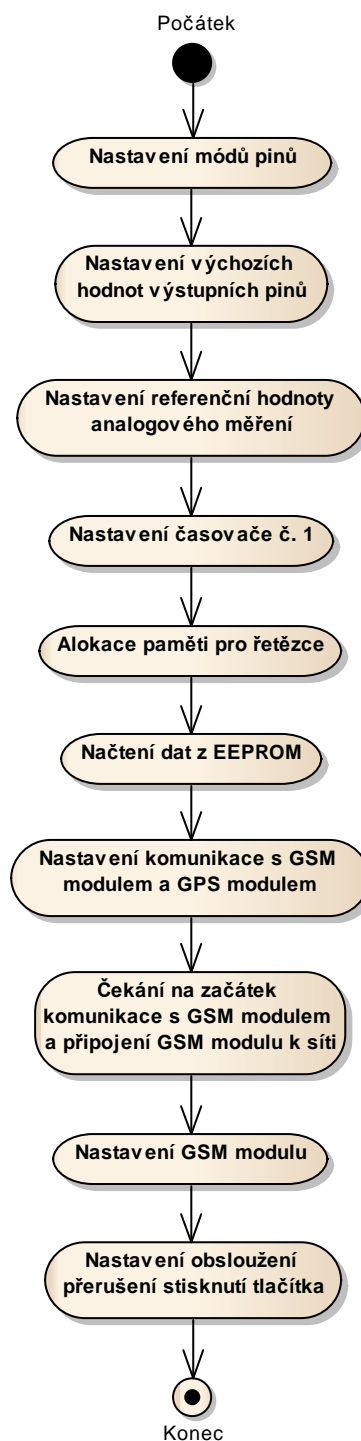 Počátek
Nastavení módů pinů
Nastavení výchozích
hodnot výstupních pinů
Nastavení referenční hodnoty
analogového měření
Nastavení časovače č. 1
Alokace paměti pro řetězce
Načtení dat z EEPROM
Nastavení komunikace s GSM
modulem a GPS modulem
Čekání na začátek
komunikace s GSM modulem
a připojení GSM modulu k síti
Nastavení GSM modulu
Nastavení obsloužení
přerušení stisknutí tlačítka
Konec